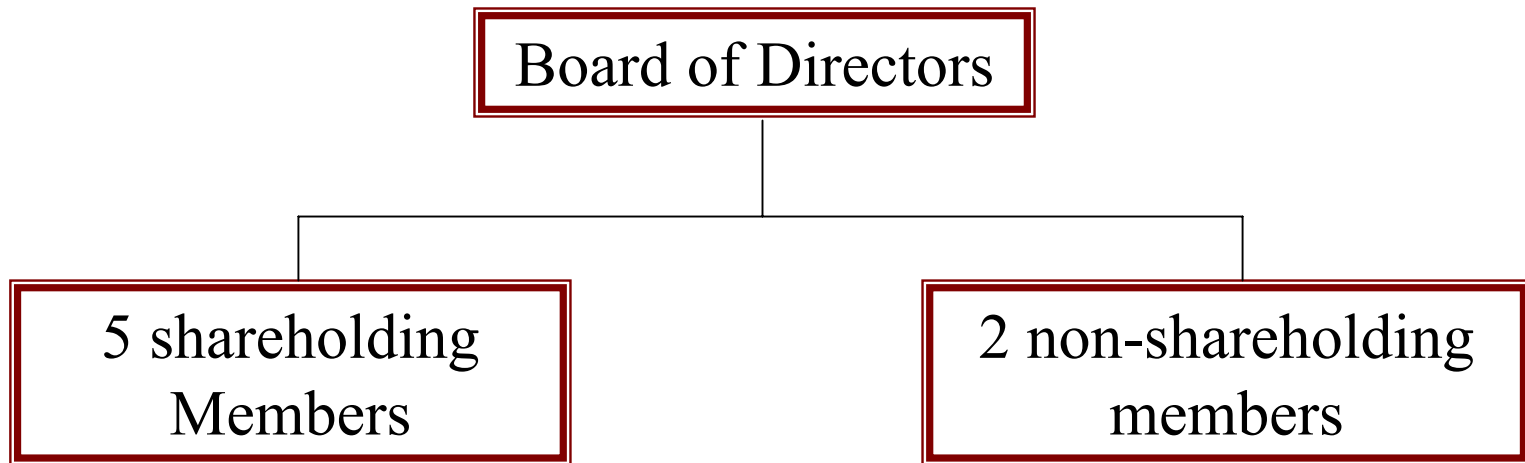 Board of Directors
5 shareholding
Members
2 non-shareholding
members